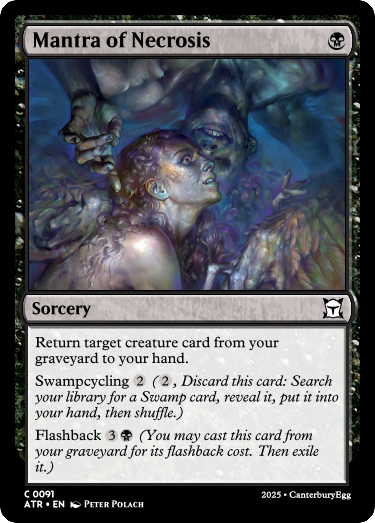 Mantra of Necrosis
Sorcery
Return target creature card from your
graveyard to your hand.
Swampcycling 2 (2, Discard this card: Search
your library for a Swamp card, reveal it, put it into
your hand, then shuffle.)
Flashback 3 (You may cast this card from
your graveyard for its flashback cost. Then exile
it.)
C 0091
ATR • EN Peter Polach
2025 • CanterburyEgg